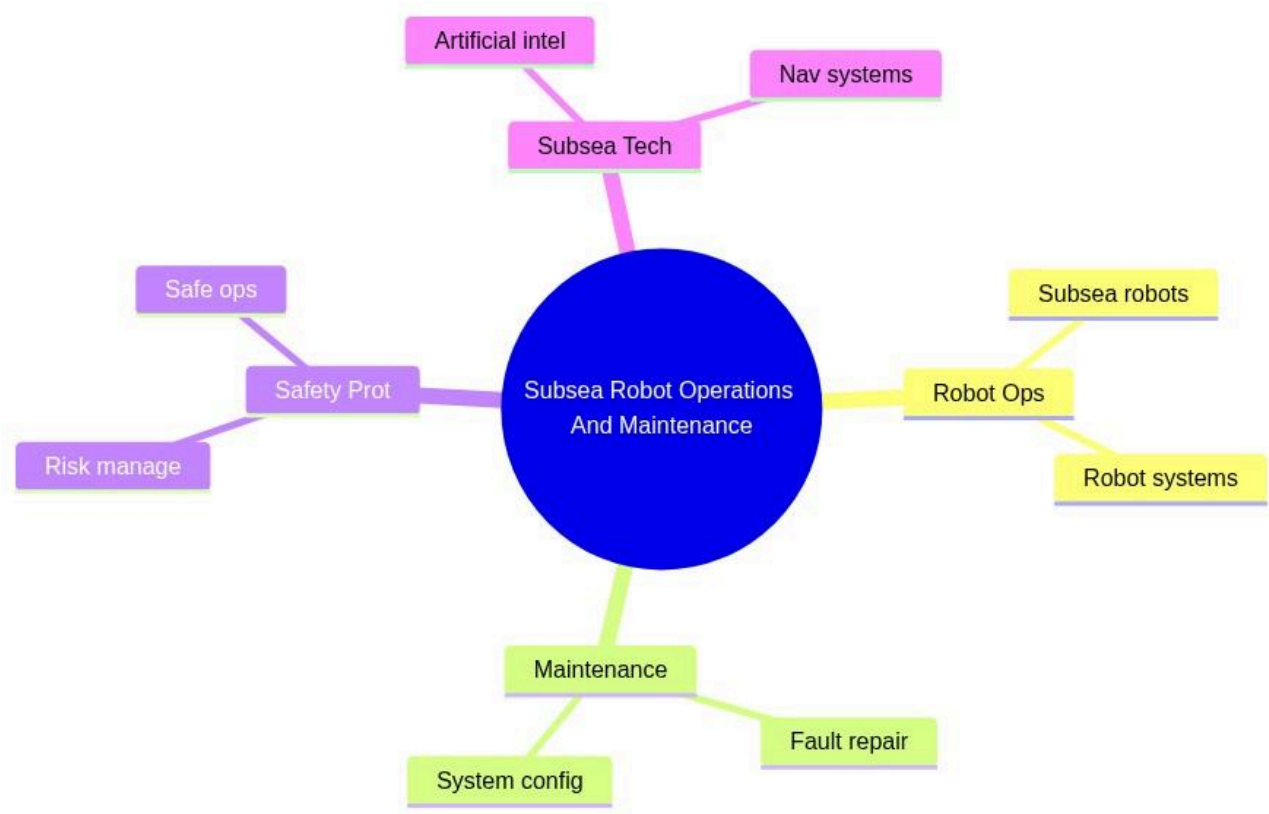 Artificial intel
Nav systems
Subsea Tech
Safe ops
Subsea robots
Safety Prot
Subsea Robot Operations
And Maintenance
Robot Ops
Risk manage
Robot systems
Maintenance
Fault repair
System config